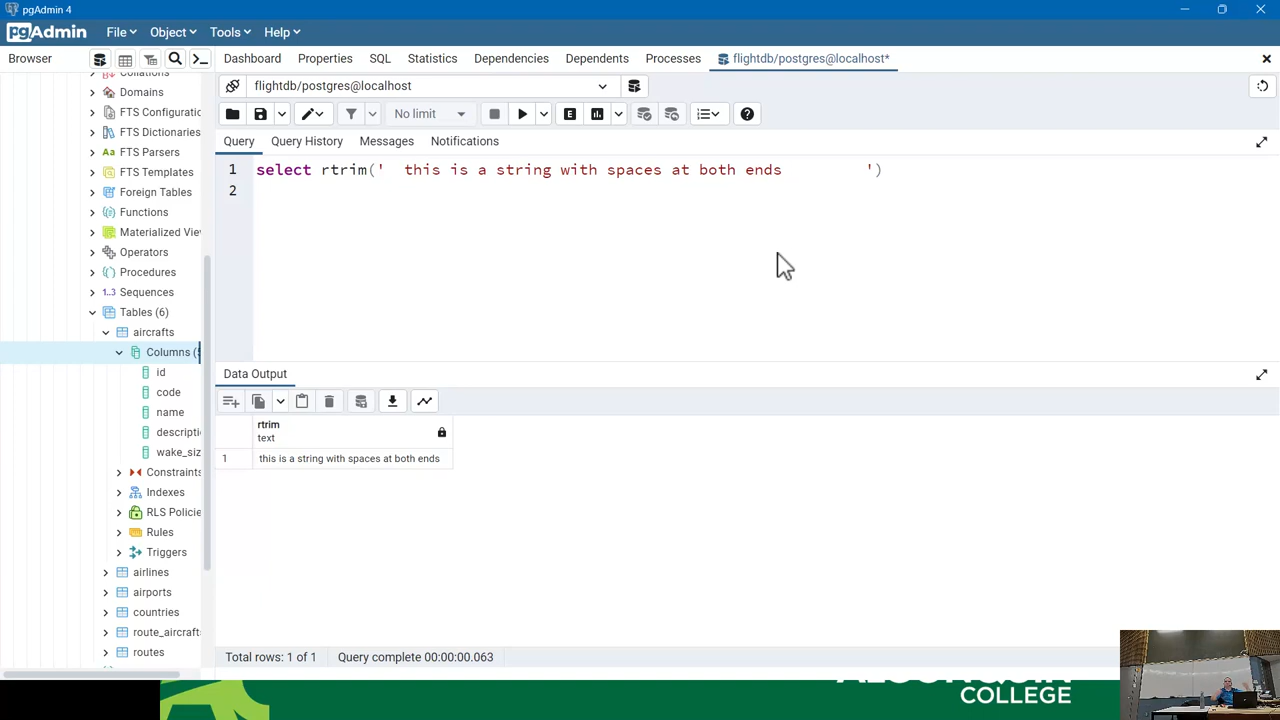 pgAdmin 4
pgAdmin File Object Tools Help
Browser Dashboard Properties SQL Statistics Dependencies Dependents Processes flightdb/postgres@localhost*
flightdb/postgres@localhost
No limit
Query Query History Messages Notifications
1 select rtrim('  this is a string with spaces at both ends         ')
2
Collations
Domains
FTS Configuratic
FTS Dictionaries
Aa FTS Parsers
FTS Templates
Foreign Tables
Functions
Materialized Vie
Operators
Procedures
1..3 Sequences
Tables (6)
aircrafts
Columns (5
id
code
name
descripti
wake_siz
Constraints
Indexes
RLS Policie
Rules
Triggers
airlines
airports
countries
route_aircraft
routes
Data Output
rtrim
text
1 this is a string with spaces at both ends
Total rows: 1 of 1 Query complete 00:00:00.063
ALGONQUIN
COLLEGE